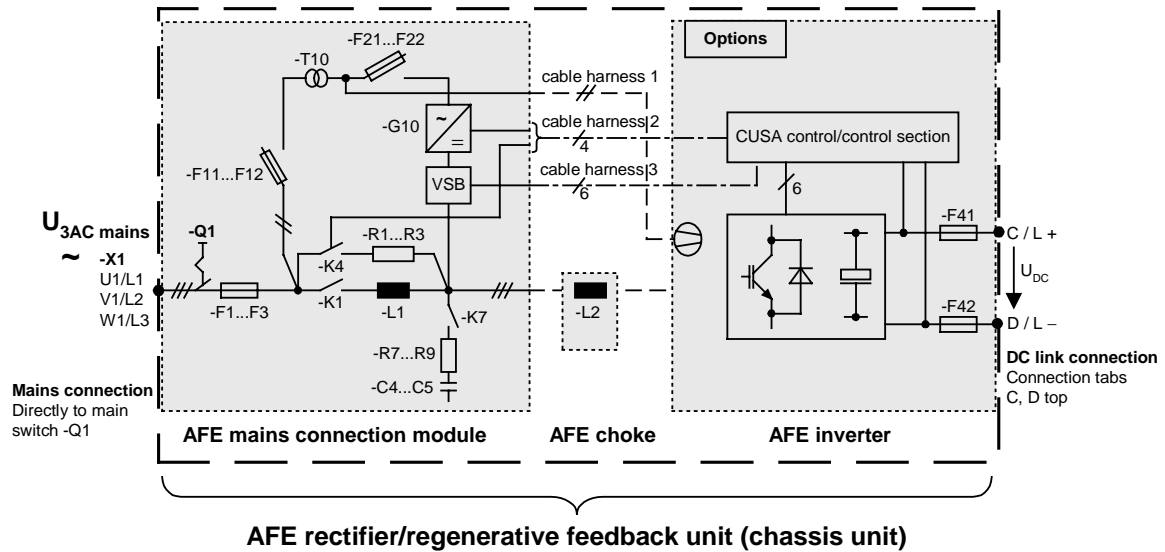 -F21...F22
-T10
Options
cable harness 1
cable harness 2
4
cable harness 3
6
-G10
~
=
VSB
CUSA control/control section
6
-F11...F12
U3AC mains
~
-Q1
-X1
U1/L1
V1/L2
W1/L3
-F1...F3
-K4
-R1...R3
-K1
-L1
-K7
-R7...R9
-C4...C5
-L2
-F41
C / L +
UDC
-F42
D / L –
Mains connection
Directly to main
switch -Q1
DC link connection
Connection tabs
C, D top
AFE mains connection module
AFE choke
AFE inverter
AFE rectifier/regenerative feedback unit (chassis unit)